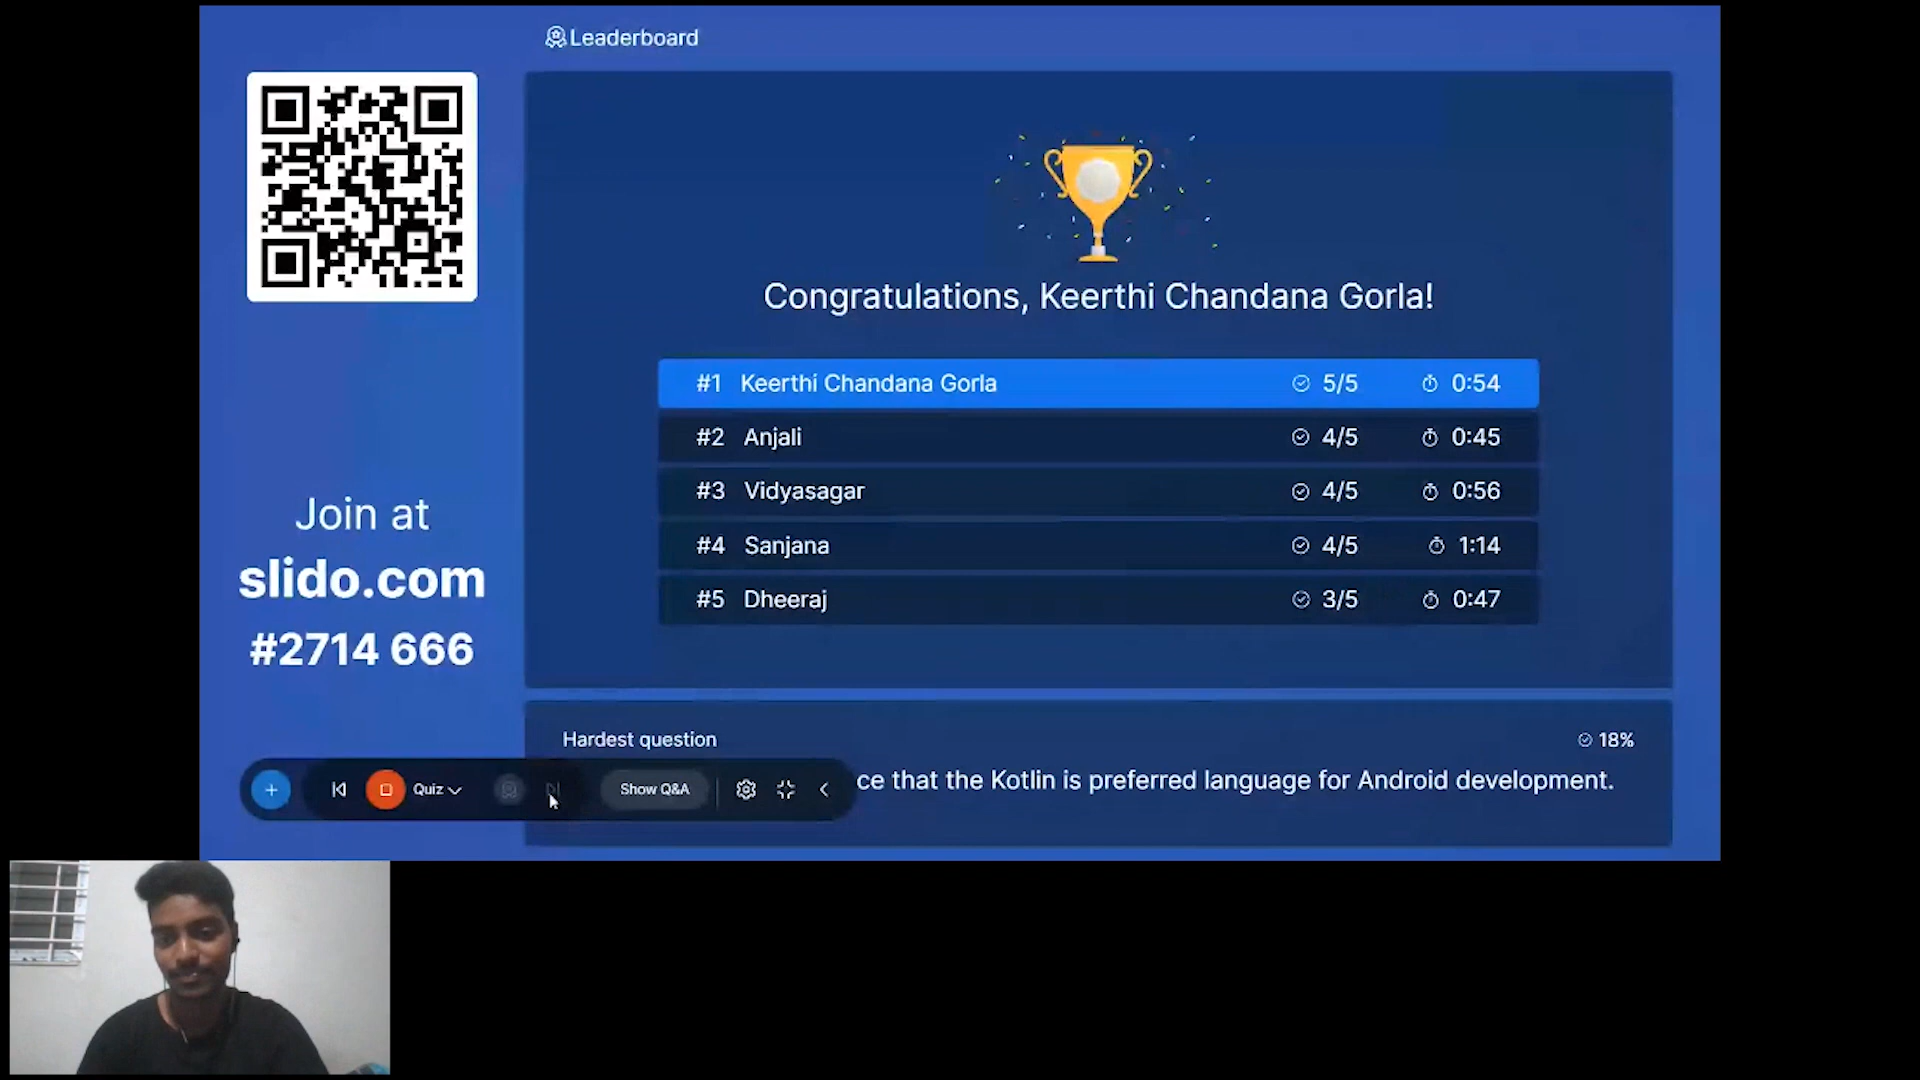 Leaderboard
Join at
slido.com
#2714 666
Congratulations, Keerthi Chandana Gorla!
#1 Keerthi Chandana Gorla 5/5 0:54
#2 Anjali 4/5 0:45
#3 Vidyasagar 4/5 0:56
#4 Sanjana 4/5 1:14
#5 Dheeraj 3/5 0:47
Hardest question 18%
ce that the Kotlin is preferred language for Android development.
Quiz Show Q&A